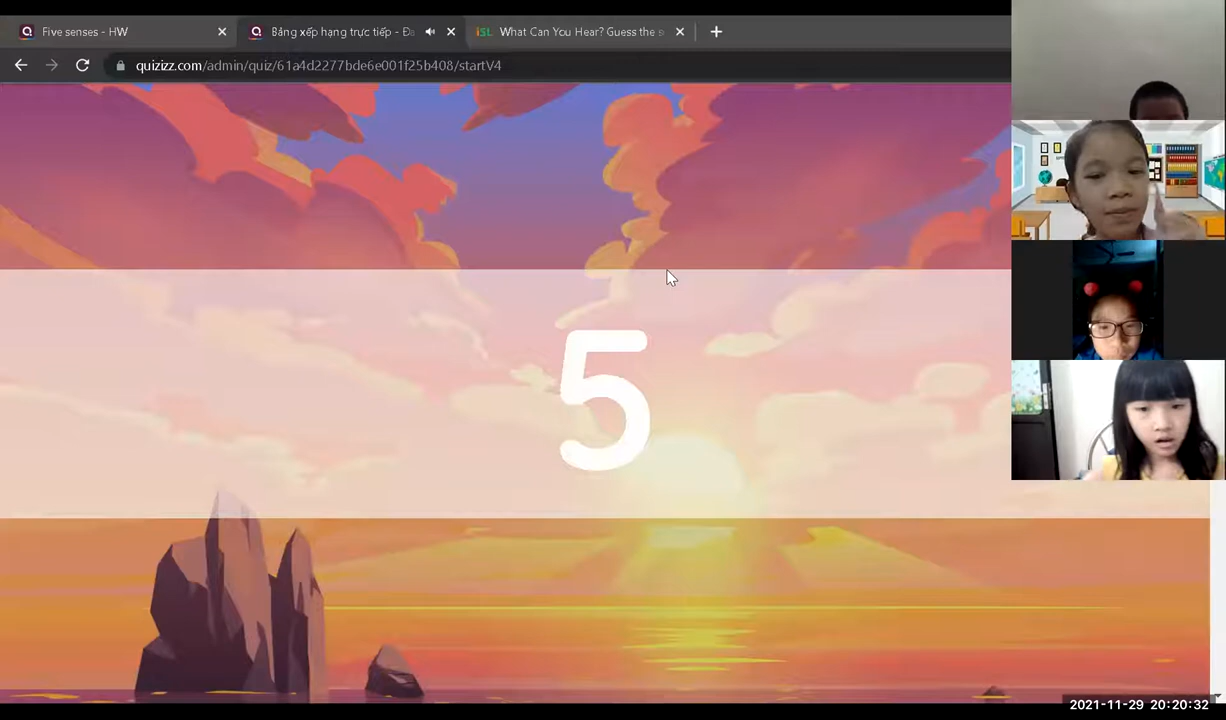 Five senses - HW
Bảng xếp hạng trực tiếp - Đa
iSL What Can You Hear? Guess the s
quizizz.com/admin/quiz/61a4d2277bde6e001f25b408/startV4
5
2021-11-29 20:20:32